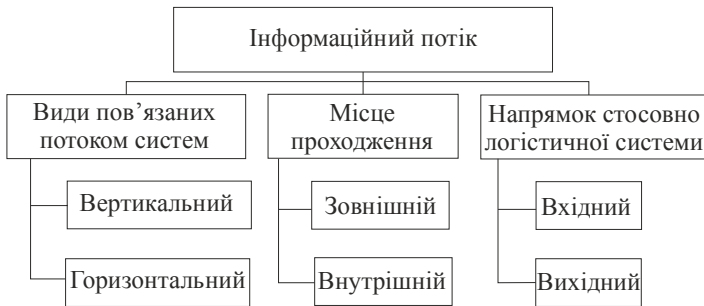 Інформаційний потік
Види пов’язаних
потоком систем
Місце
проходження
Напрямок стосовно
логістичної системи
Вертикальний
Зовнішній
Вхідний
Горизонтальний
Внутрішній
Вихідний